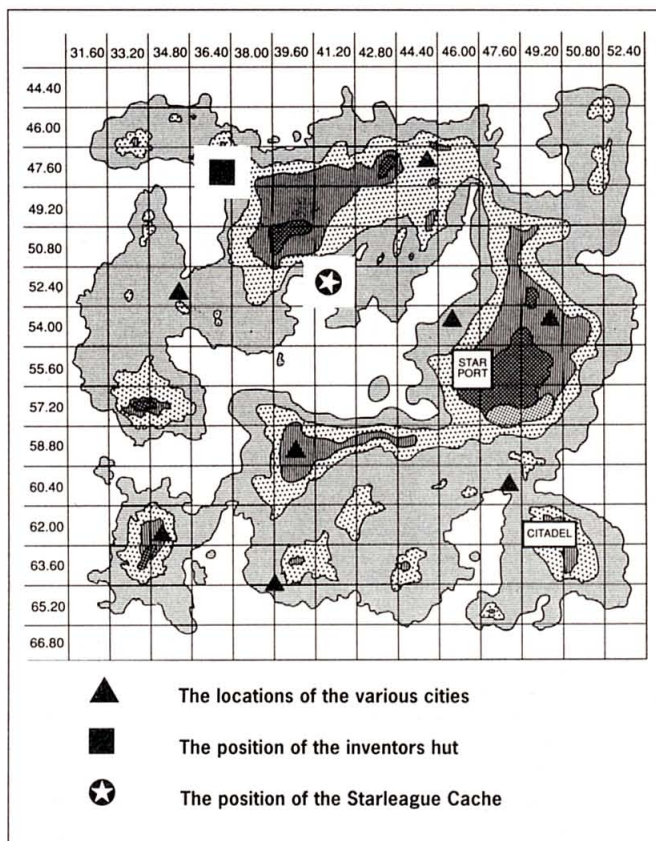 31.60 33.20 34.80 36.40 38.00 39.60 41.20 42.80 44.40 46.00 47.60 49.20 50.80 52.40
44.40
46.00
47.60
49.20
50.80
52.40
54.00
STAR
PORT
55.60
57.20
58.80
60.40
62.00
CITADEL
63.60
65.20
66.80
The locations of the various cities
The position of the inventors hut
The position of the Starleague Cache